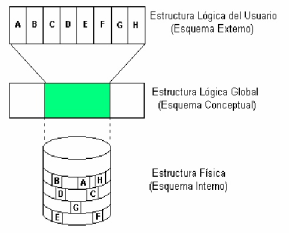 A B C D E F G H
Estructura Lógica del Usuario
(Esquema Externo)
Estructura Lógica Global
(Esquema Conceptual)
Estructura Física
(Esquema Interno)
B A H
D C
G
E F